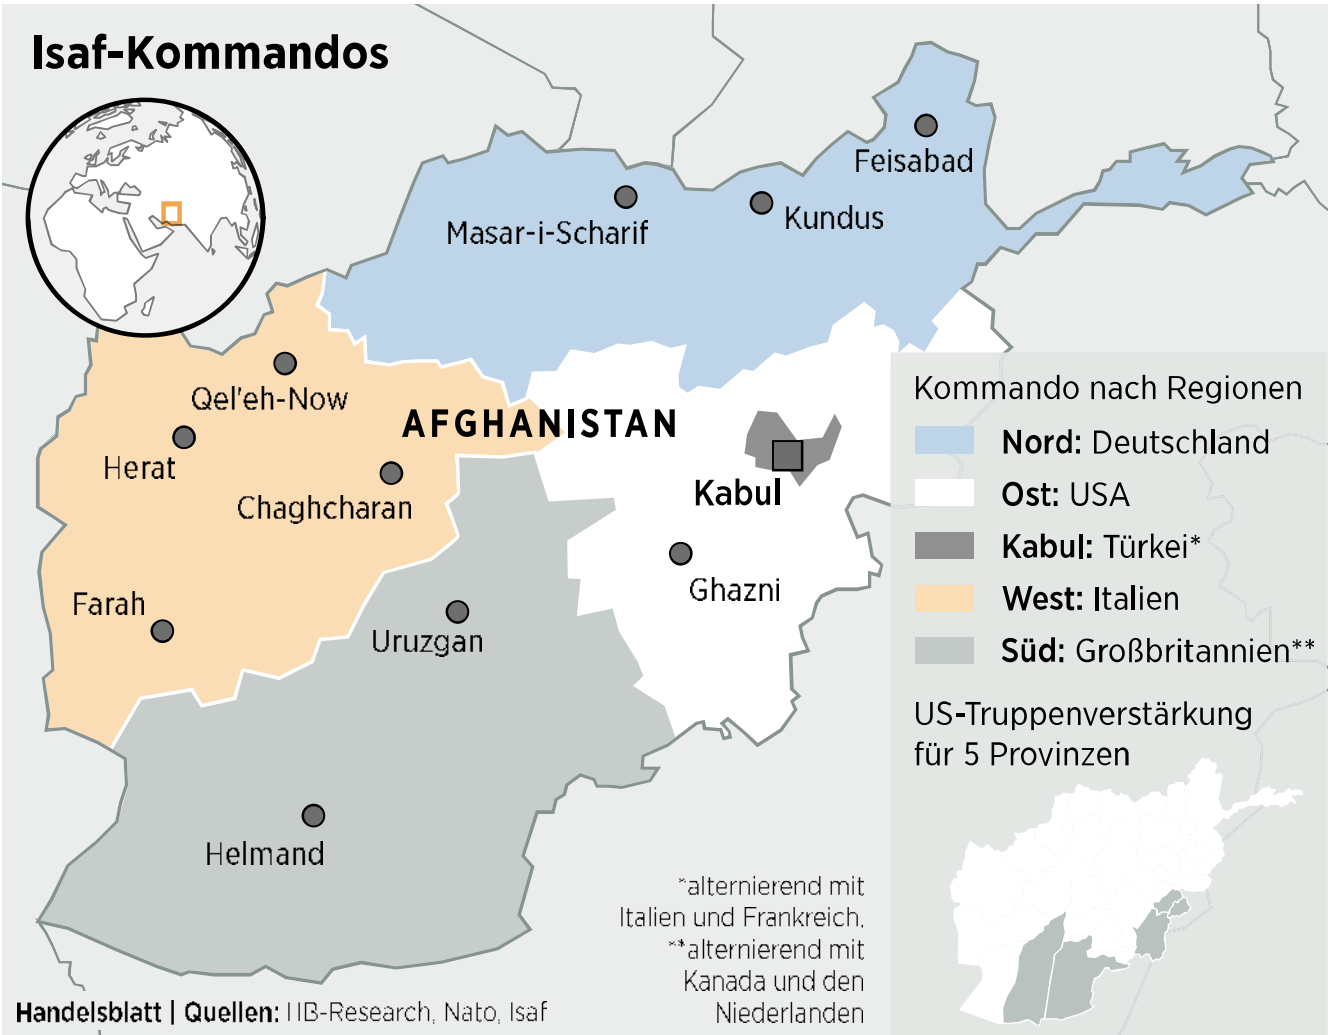 Isaf-Kommandos
Feisabad
Masar-i-Scharif
Kundus
Qel'eh-Now
AFGHANISTAN
Herat
Chaghcharan
Kabul
Ghazni
Farah
Uruzgan
Helmand
Kommando nach Regionen
Nord: Deutschland
Ost: USA
Kabul: Türkei*
West: Italien
Süd: Großbritannien**
US-Truppenverstärkung
für 5 Provinzen
*alternierend mit
Italien und Frankreich,
**alternierend mit
Kanada und den
Niederlanden
Handelsblatt | Quellen: HB-Research, Nato, Isaf